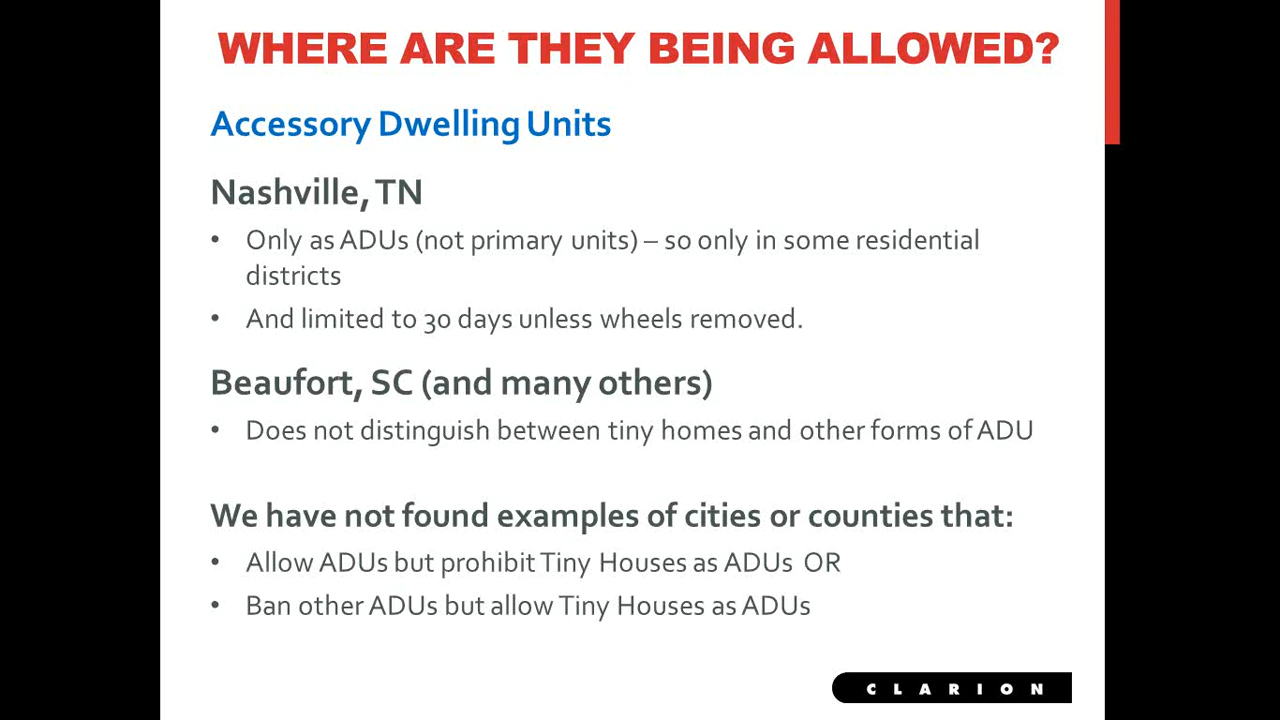 WHERE ARE THEY BEING ALLOWED?
Accessory Dwelling Units
Nashville, TN
• Only as ADUs (not primary units) – so only in some residential
districts
• And limited to 30 days unless wheels removed.
Beaufort, SC (and many others)
• Does not distinguish between tiny homes and other forms of ADU
We have not found examples of cities or counties that:
• Allow ADUs but prohibit Tiny Houses as ADUs OR
• Ban other ADUs but allow Tiny Houses as ADUs
CLARION